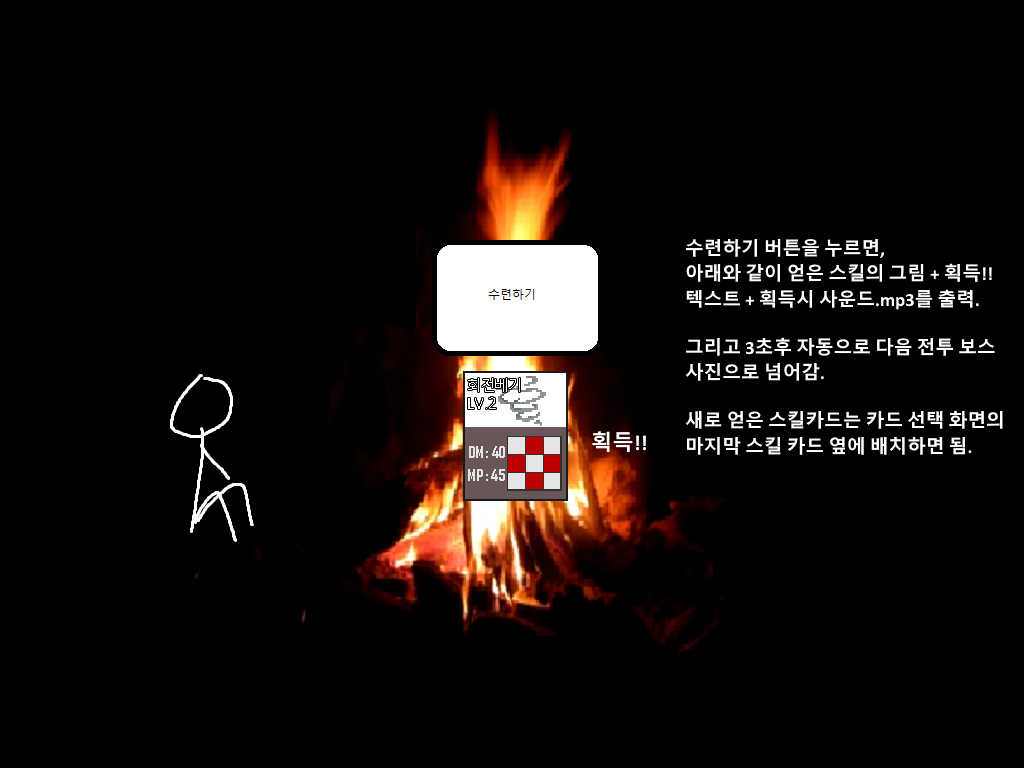 수련하기
회전베기
LV.2
DM:40
MP:45
획득!!
수련하기 버튼을 누르면,
아래와 같이 얻은 스킬의 그림 + 획득!!
텍스트 + 획득시 사운드.mp3를 출력.
그리고 3초후 자동으로 다음 전투 보스
사진으로 넘어감.
새로 얻은 스킬카드는 카드 선택 화면의
마지막 스킬 카드 옆에 배치하면 됨.